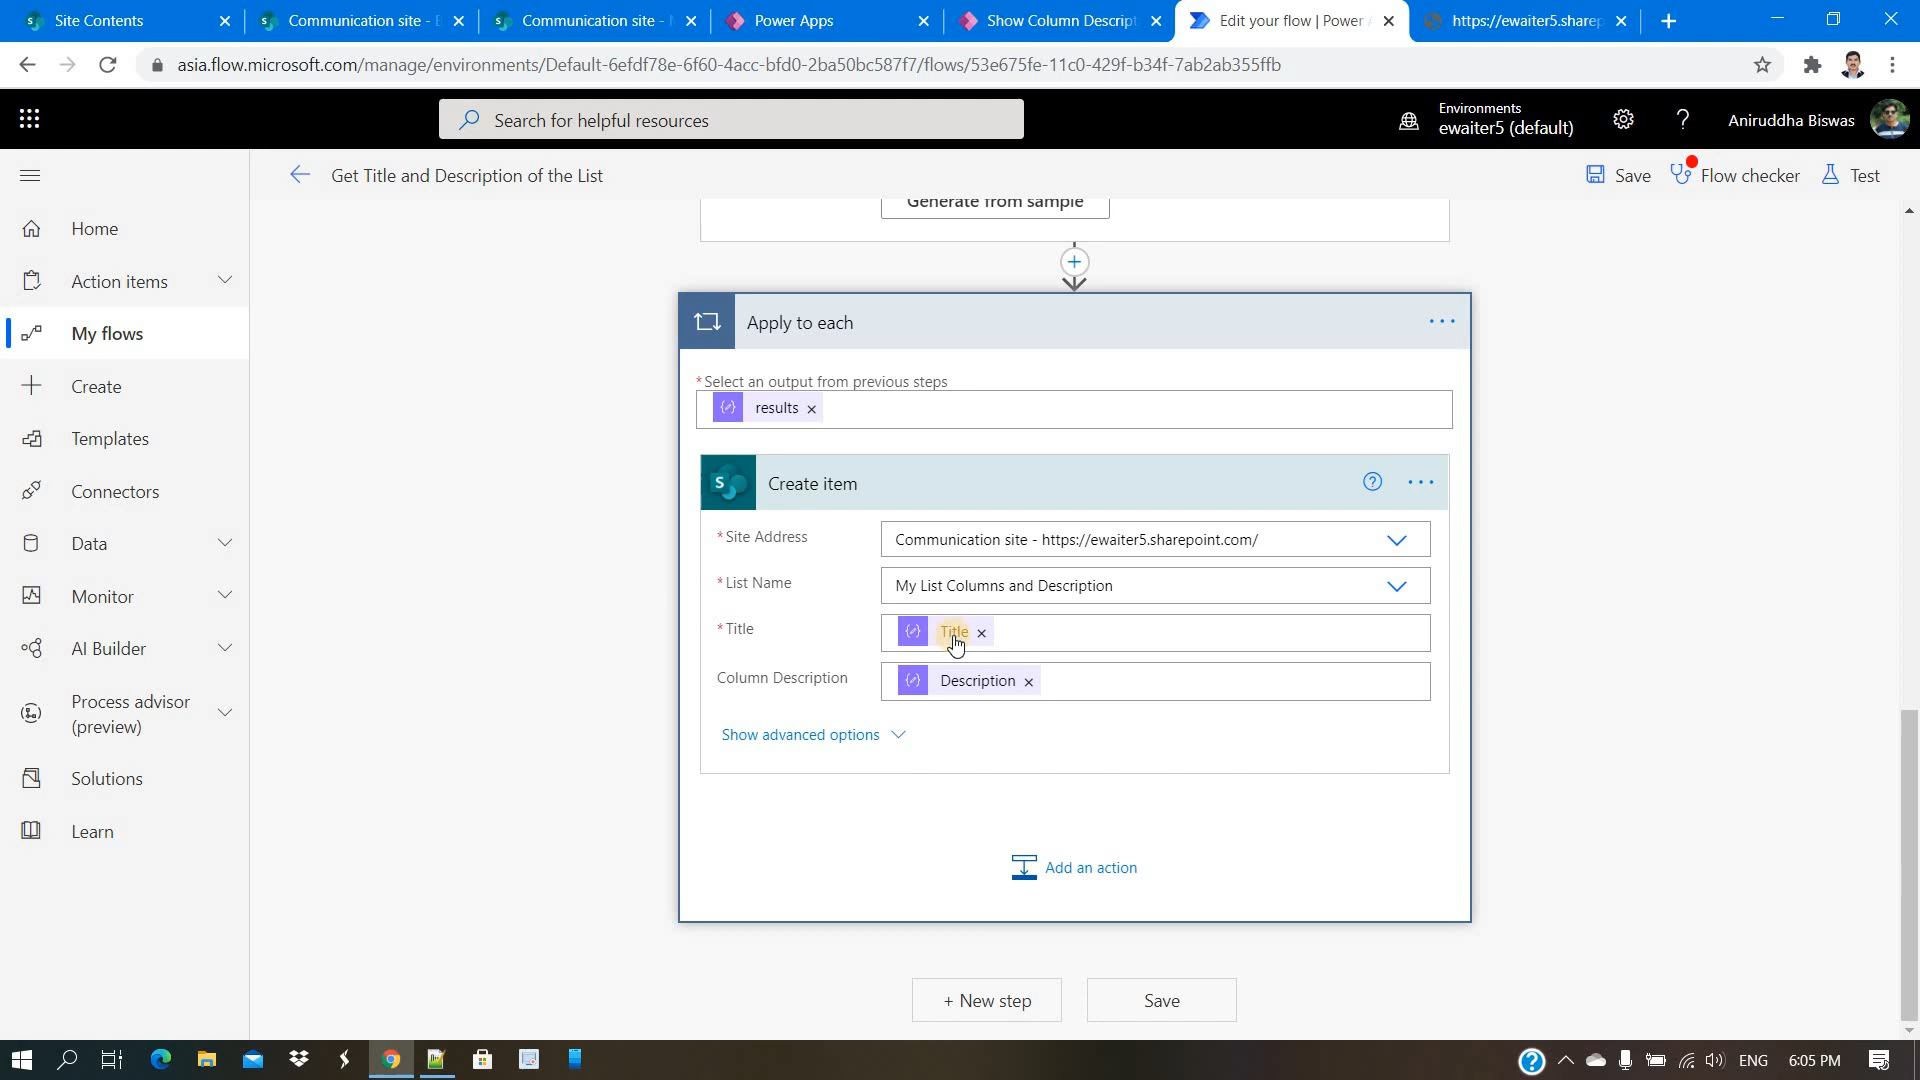 Site Contents
Communication site - E
Communication site - N
Power Apps
Show Column Descript
Edit your flow | Power A
https://ewaiter5.sharep
asia.flow.microsoft.com/manage/environments/Default-6efdf78e-6f60-4acc-bfd0-2ba50bc587f7/flows/53e675fe-11c0-429f-b34f-7ab2ab355ffb
Search for helpful resources
Environments
ewaiter5 (default)
Aniruddha Biswas
Get Title and Description of the List
Save
Flow checker
Test
Home
Action items
My flows
Create
Templates
Connectors
Data
Monitor
AI Builder
Process advisor
(preview)
Solutions
Learn
Generate from sample
Apply to each
* Select an output from previous steps
results
Create item
* Site Address
Communication site - https://ewaiter5.sharepoint.com/
* List Name
My List Columns and Description
* Title
Title
Column Description
Description
Show advanced options
Add an action
+ New step
Save
ENG
6:05 PM